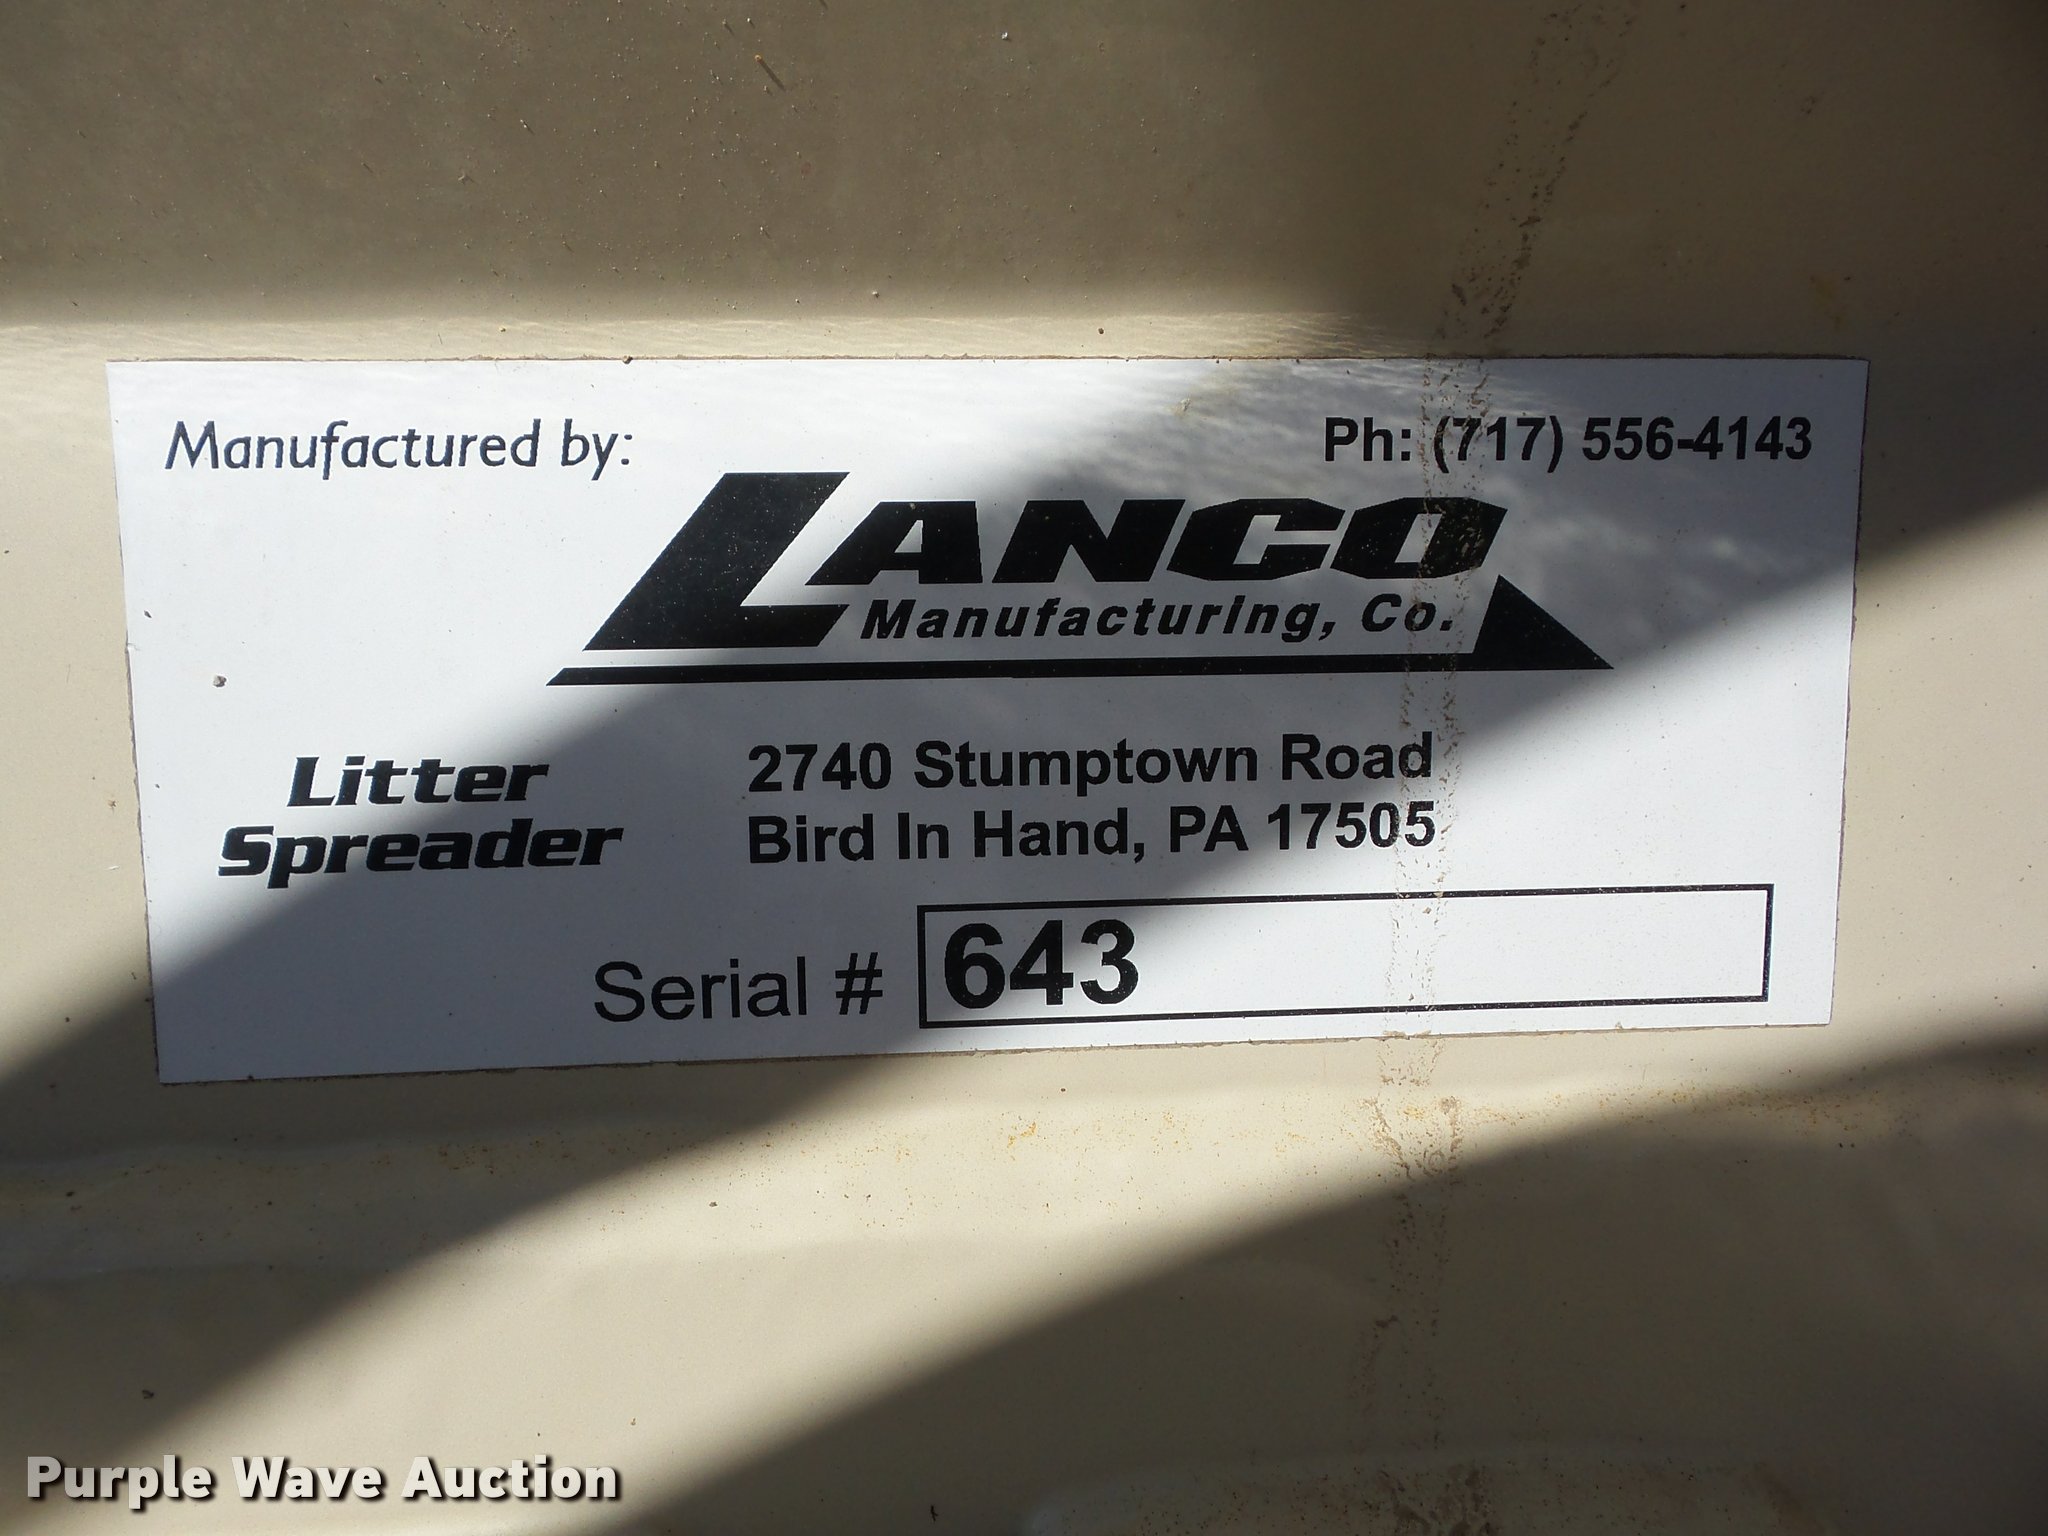 Manufactured by:
Ph: (717) 556-4143
LANCO
Manufacturing, Co.
Litter
Spreader
2740 Stumptown Road
Bird In Hand, PA 17505
Serial # 643
Purple Wave Auction